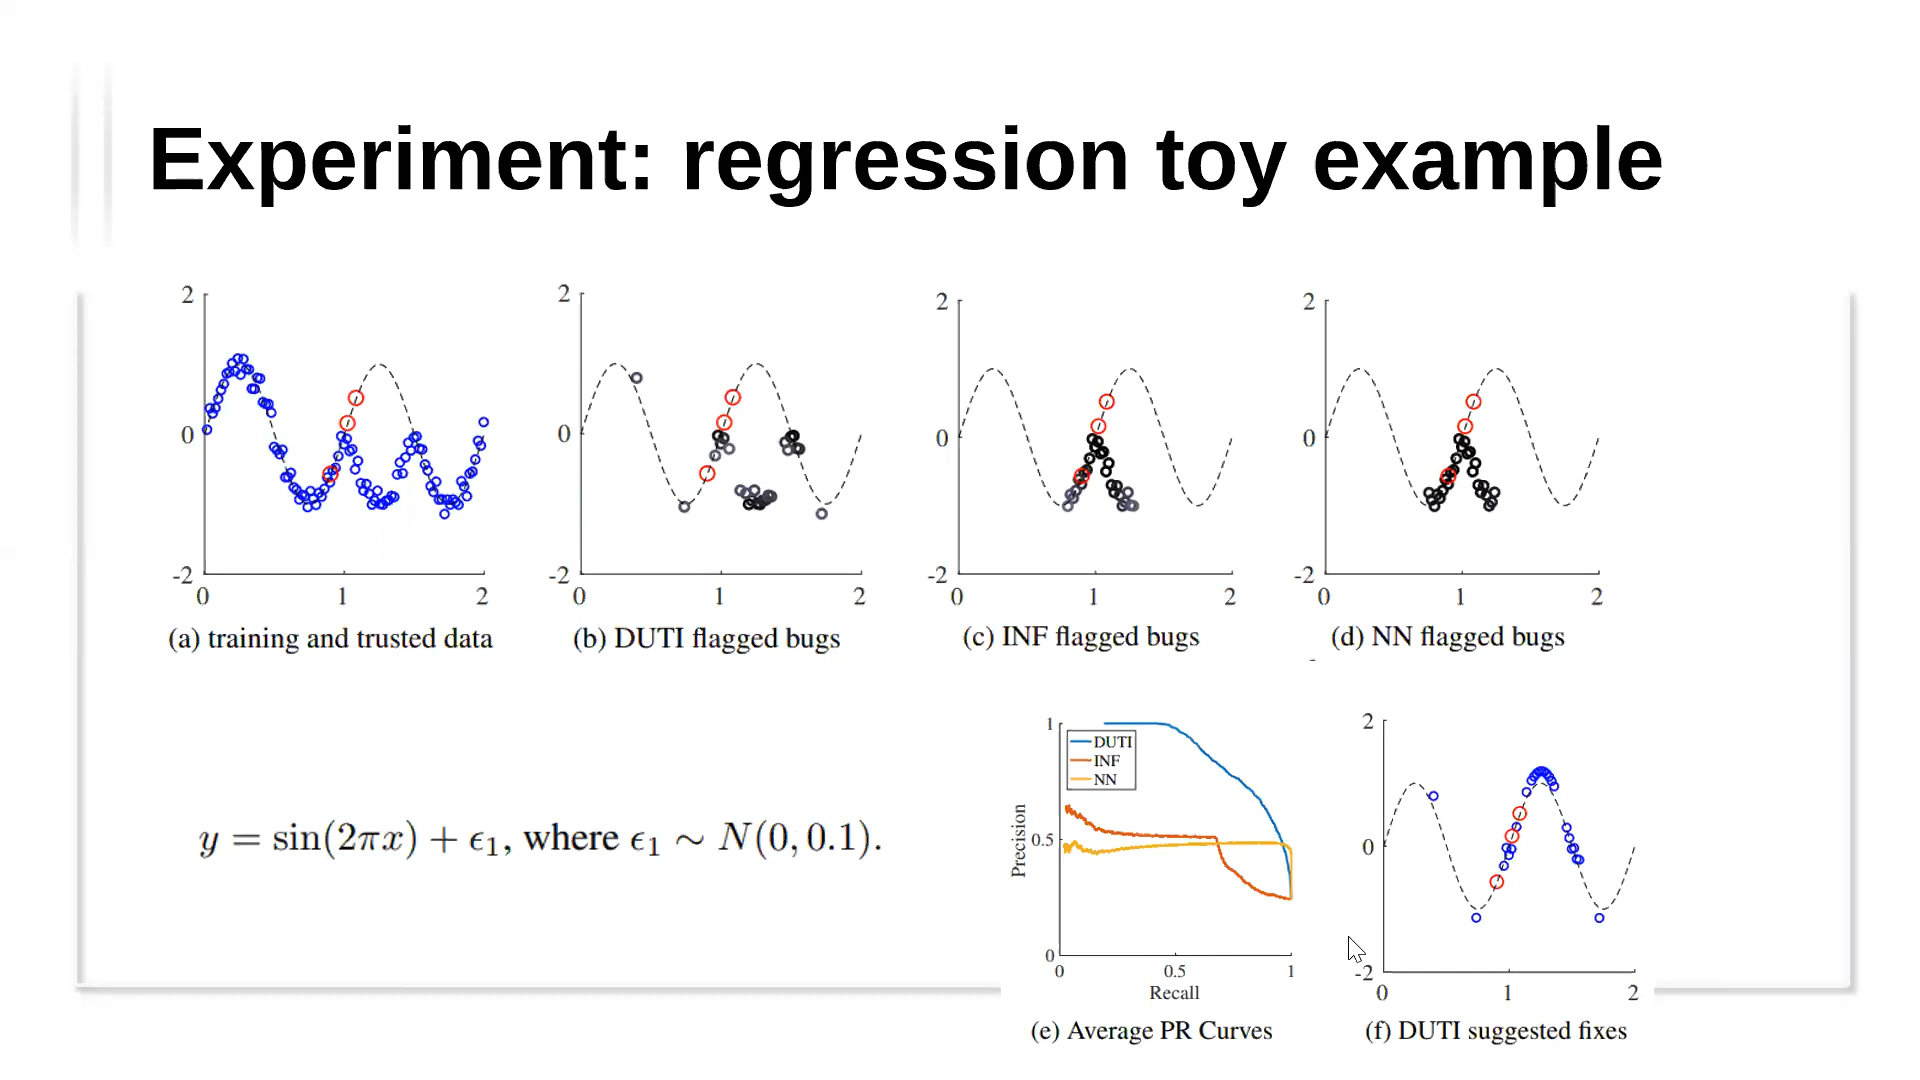 Experiment: regression toy example
2
0
-2
0 1 2
(a) training and trusted data
2
0
-2
0 1 2
(b) DUTI flagged bugs
2
0
-2
0 1 2
(c) INF flagged bugs
2
0
-2
0 1 2
(d) NN flagged bugs
y = sin(2πx) + ϵ₁, where ϵ₁ ∼ N(0, 0.1).
1
DUTI
INF
NN
Precision
0.5
0
0 0.5 1
Recall
(e) Average PR Curves
2
0
-2
0 1 2
(f) DUTI suggested fixes